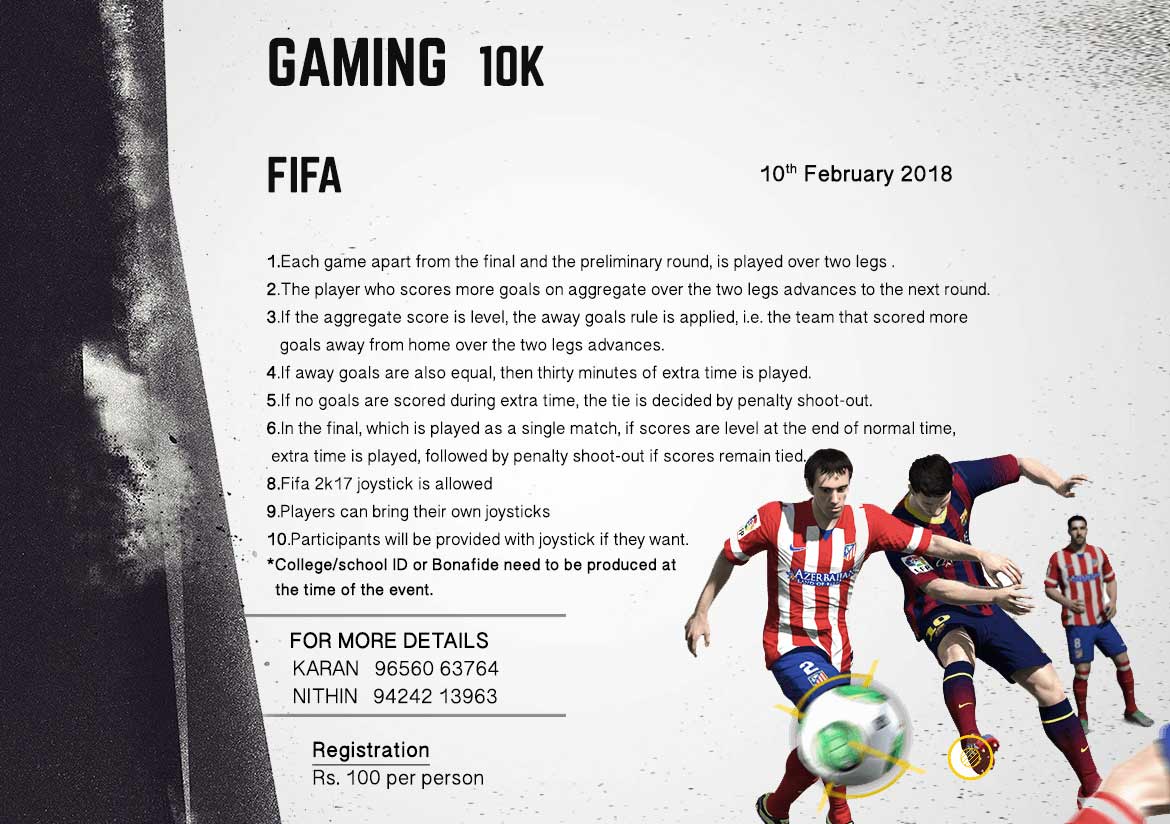 GAMING 10K
FIFA
10th February 2018
1.Each game apart from the final and the preliminary round, is played over two legs .
2.The player who scores more goals on aggregate over the two legs advances to the next round.
3.If the aggregate score is level, the away goals rule is applied, i.e. the team that scored more
goals away from home over the two legs advances.
4.If away goals are also equal, then thirty minutes of extra time is played.
5.If no goals are scored during extra time, the tie is decided by penalty shoot-out.
6.In the final, which is played as a single match, if scores are level at the end of normal time,
extra time is played, followed by penalty shoot-out if scores remain tied.
8.Fifa 2k17 joystick is allowed
9.Players can bring their own joysticks
10.Participants will be provided with joystick if they want.
*College/school ID or Bonafide need to be produced at
the time of the event.
FOR MORE DETAILS
KARAN 96560 63764
NITHIN 94242 13963
Registration
Rs. 100 per person
AZERBAIJAN
LAND OF FIRE
2
10
8